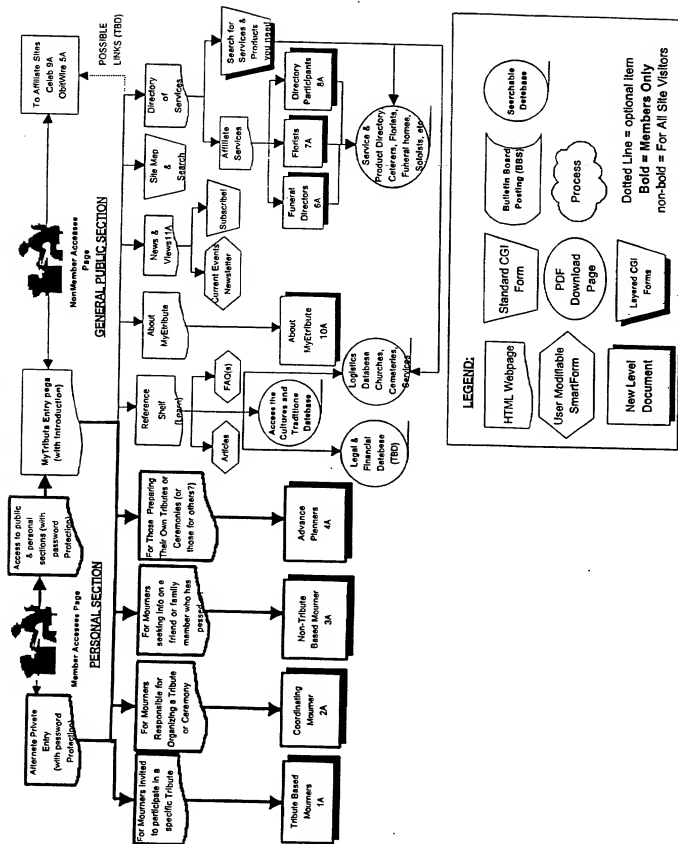 To Affiliate Sites
Celeb 9A
ObitWire 5A
POSSIBLE
LINKS (TBD)
NonMember Accesses
Page
GENERAL PUBLIC SECTION
MyTribute Entry page
(with Introduction)
Access to public
& personal
sections (with
password
Protection)
Member Accesses Page
PERSONAL SECTION
Alternate Private
Entry
(with password
Protection)
Directory
of
Services
Site Map
&
Search
News &
Views11A
About
MyEtribute
Reference
Shelf
(Learn)
Search for
Services &
Products
you need
Affiliate
Services
Subscribe!
Current Events
Newsletter
FAQ(s)
Articles
Directory
Participants
8A
Florists
7A
Funeral
Directors
6A
About
MyEtribute
10A
Access the
Cultures and
Traditions
Database
Service &
Product Directory
Caterers, Florists,
Funeral homes,
Soloists, etc.
Logistics
Database
Churches,
Cemeteries,
Services
Legal &
Financial
Database
(TBD)
For Those Preparing
Their Own Tributes or
Ceremonies (or
those for others?)
For Mourners
seeking Info on a
friend or family
member who has
passed
For Mourners
Responsible for
Organizing a Tribute
or Ceremony
For Mourners Invited
to participate in a
specific Tribute
Advance
Planners
4A
Non-Tribute
Based Mourner
3A
Coordinating
Mourner
2A
Tribute Based
Mourners
1A
LEGEND:
HTML Webpage
Standard CGI
Form
Bulletin Board
Posting (BBS)
Searchable
Database
User Modifiable
SmartForm
PDF
Download
Page
Process
New Level
Document
Layered CGI
Forms
Dotted Line = optional item
Bold = Members Only
non-bold = For All Site Visitors